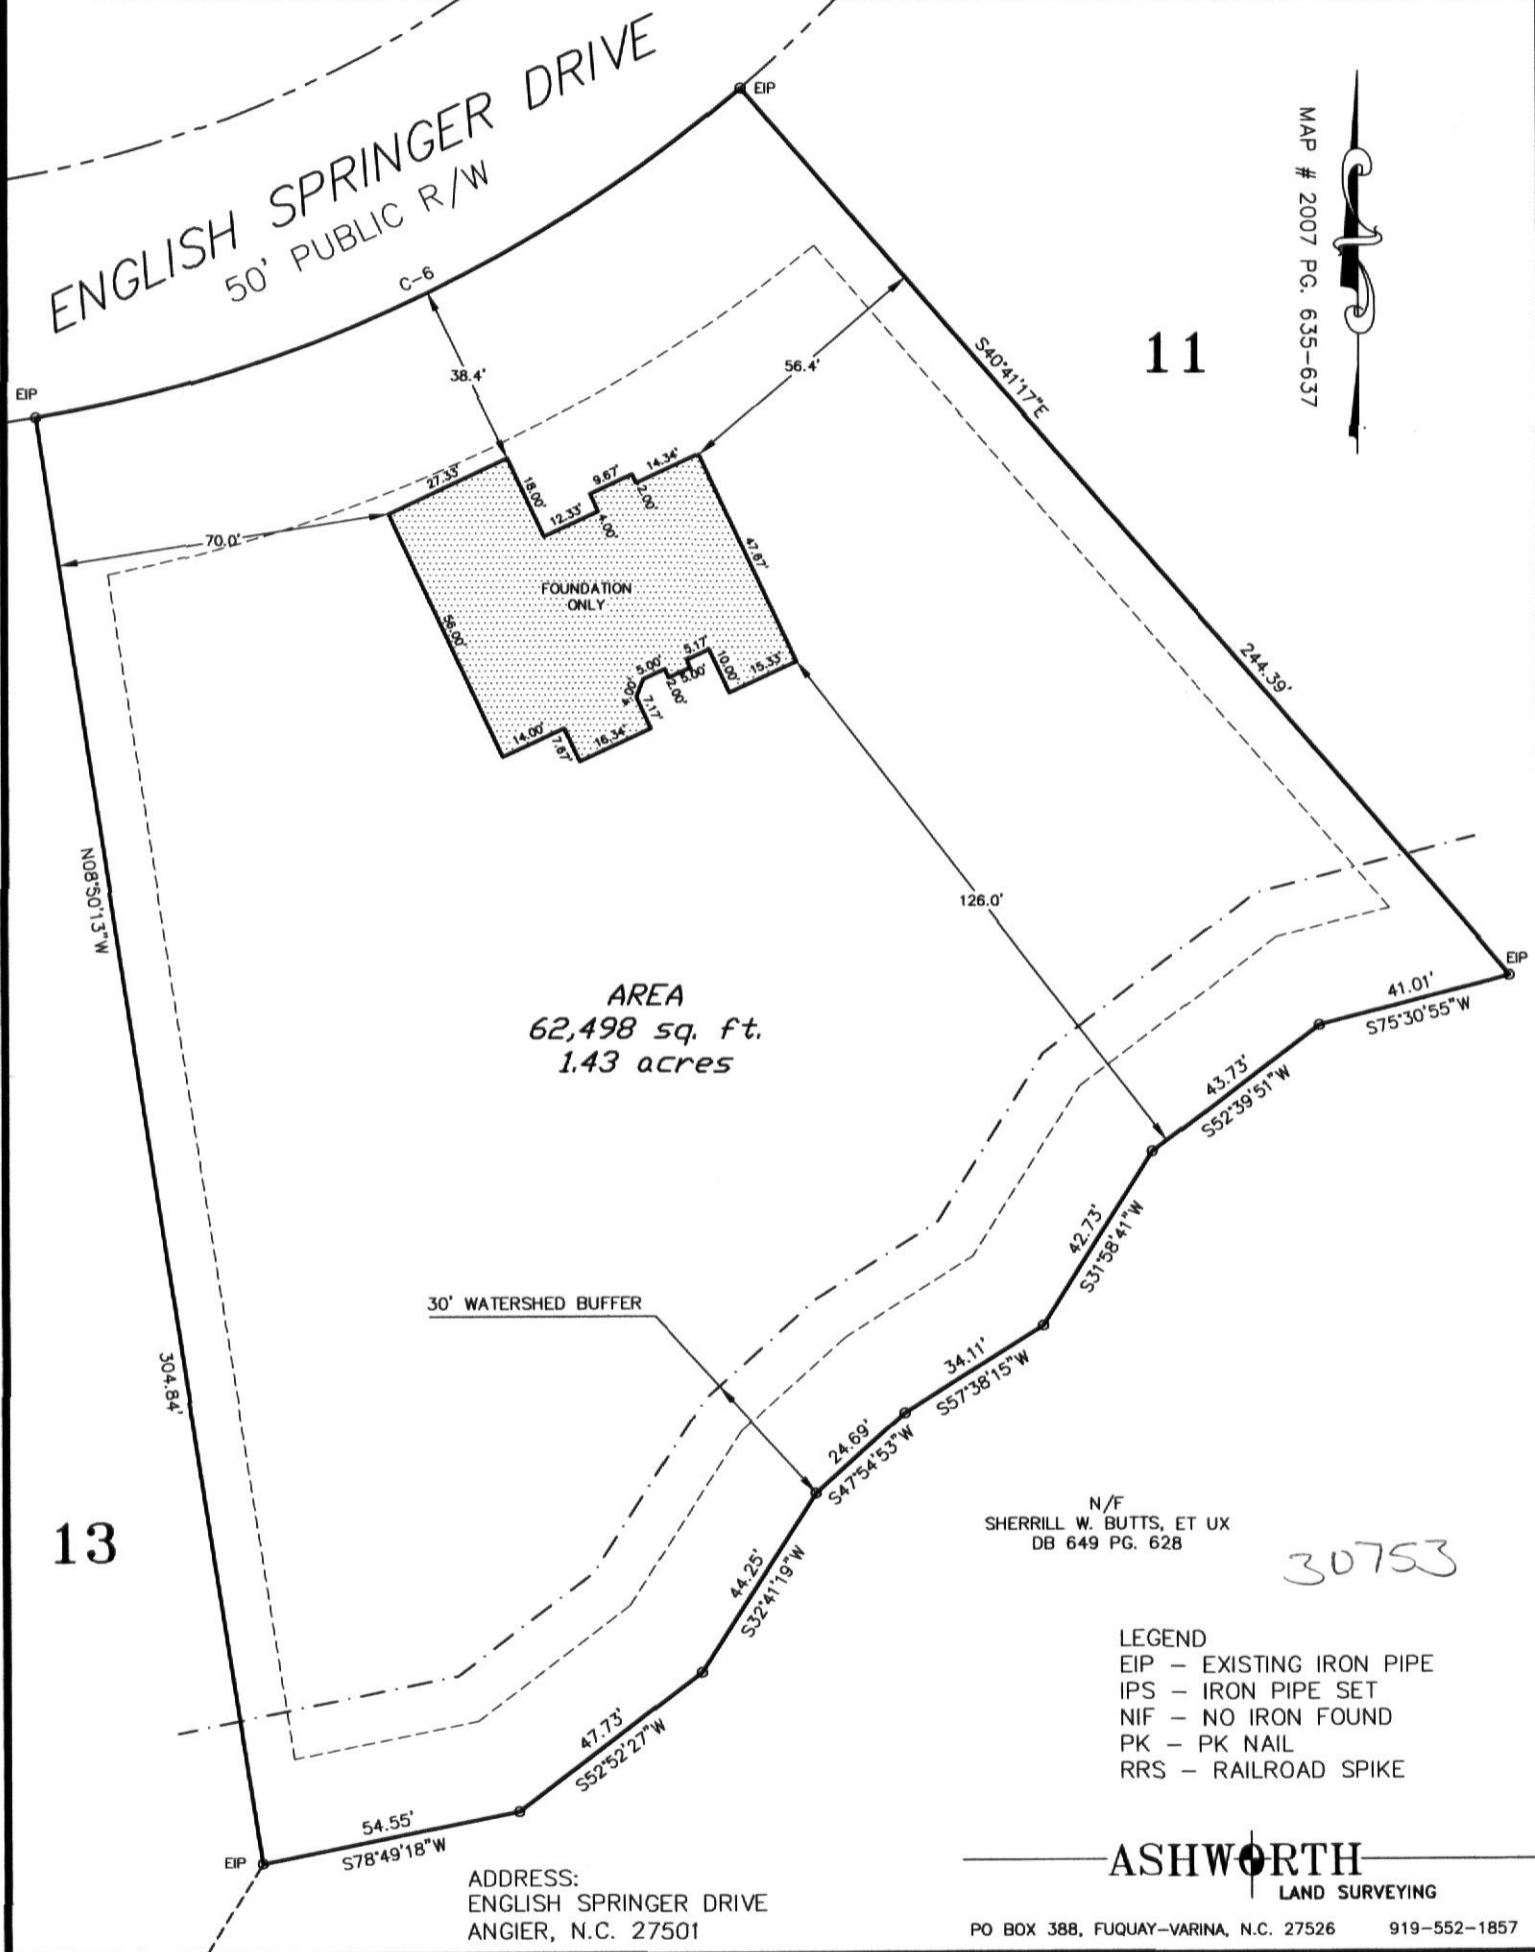 ENGLISH SPRINGER DRIVE
50' PUBLIC R/W
EIP
MAP # 2007 PG. 635-637
C-6
38.4'
56.4'
S40°41'17"E
11
EIP
27.33'
18.00'
12.33'
4.00'
9.67'
2.00'
14.34'
70.0'
47.67'
FOUNDATION
ONLY
56.00'
5.00'
4.00'
7.17'
2.00'
5.00'
5.17'
10.00'
15.33'
14.00'
7.67'
16.34'
244.39'
N08°50'13"W
126.0'
EIP
41.01'
S75°30'55"W
AREA
62,498 sq. ft.
1.43 acres
43.73'
S52°39'51"W
42.73'
S31°58'41"W
30' WATERSHED BUFFER
34.11'
S57°38'15"W
304.84'
24.69'
S47°54'53"W
13
N/F
SHERRILL W. BUTTS, ET UX
DB 649 PG. 628
30753
44.25'
S32°41'19"W
LEGEND
EIP - EXISTING IRON PIPE
IPS - IRON PIPE SET
NIF - NO IRON FOUND
PK - PK NAIL
RRS - RAILROAD SPIKE
47.73'
S52°52'27"W
54.55'
S78°49'18"W
EIP
ADDRESS:
ENGLISH SPRINGER DRIVE
ANGIER, N.C. 27501
ASHWORTH
LAND SURVEYING
PO BOX 388, FUQUAY-VARINA, N.C. 27526 919-552-1857